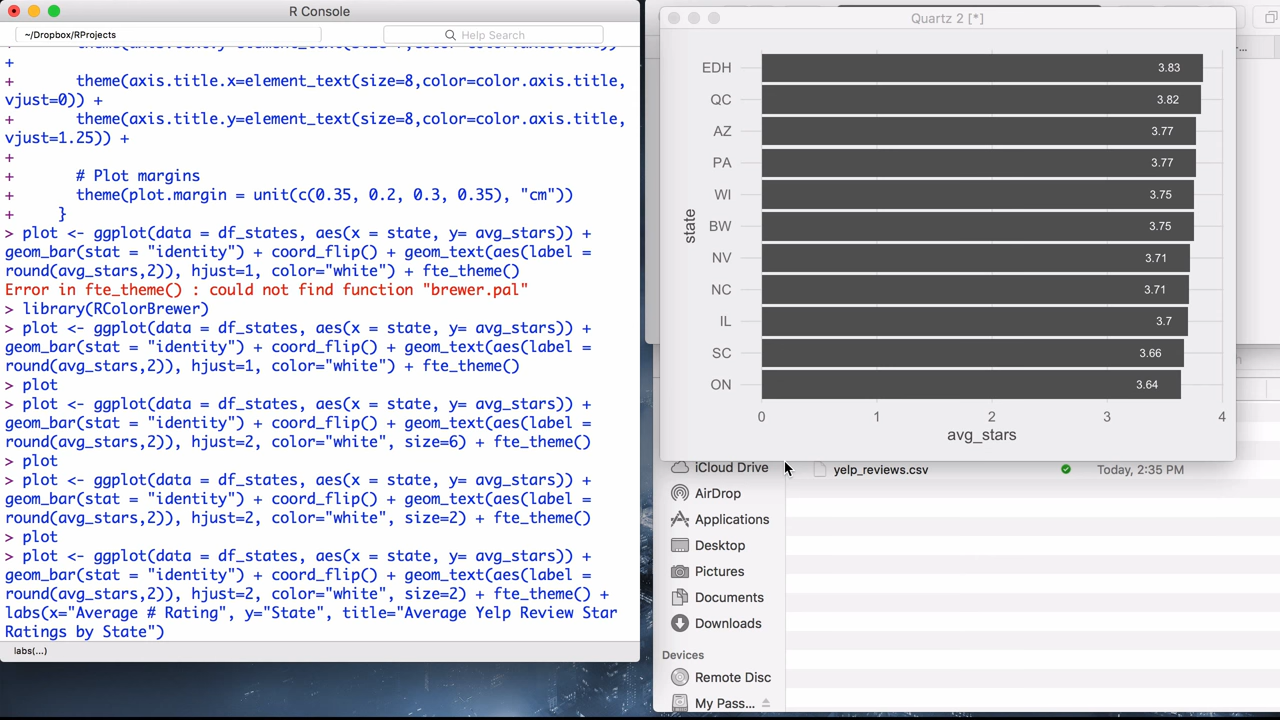 R Console
~/Dropbox/RProjects
Help Search
+
+       theme(axis.title.x=element_text(size=8,color=color.axis.title,
vjust=0)) +
+       theme(axis.title.y=element_text(size=8,color=color.axis.title,
vjust=1.25)) +
+
+       # Plot margins
+       theme(plot.margin = unit(c(0.35, 0.2, 0.3, 0.35), "cm"))
+     }
> plot <- ggplot(data = df_states, aes(x = state, y= avg_stars)) +
geom_bar(stat = "identity") + coord_flip() + geom_text(aes(label =
round(avg_stars,2)), hjust=1, color="white") + fte_theme()
Error in fte_theme() : could not find function "brewer.pal"
> library(RColorBrewer)
> plot <- ggplot(data = df_states, aes(x = state, y= avg_stars)) +
geom_bar(stat = "identity") + coord_flip() + geom_text(aes(label =
round(avg_stars,2)), hjust=1, color="white") + fte_theme()
> plot
> plot <- ggplot(data = df_states, aes(x = state, y= avg_stars)) +
geom_bar(stat = "identity") + coord_flip() + geom_text(aes(label =
round(avg_stars,2)), hjust=2, color="white", size=6) + fte_theme()
> plot
> plot <- ggplot(data = df_states, aes(x = state, y= avg_stars)) +
geom_bar(stat = "identity") + coord_flip() + geom_text(aes(label =
round(avg_stars,2)), hjust=2, color="white", size=2) + fte_theme()
> plot
> plot <- ggplot(data = df_states, aes(x = state, y= avg_stars)) +
geom_bar(stat = "identity") + coord_flip() + geom_text(aes(label =
round(avg_stars,2)), hjust=2, color="white", size=2) + fte_theme() +
labs(x="Average # Rating", y="State", title="Average Yelp Review Star
Ratings by State")
labs(...)
Quartz 2 [*]
EDH 3.83
QC 3.82
AZ 3.77
PA 3.77
WI 3.75
BW 3.75
NV 3.71
NC 3.71
IL 3.7
SC 3.66
ON 3.64
state
0 1 2 3 4
avg_stars
iCloud Drive
yelp_reviews.csv Today, 2:35 PM
AirDrop
Applications
Desktop
Pictures
Documents
Downloads
Devices
Remote Disc
My Pass...